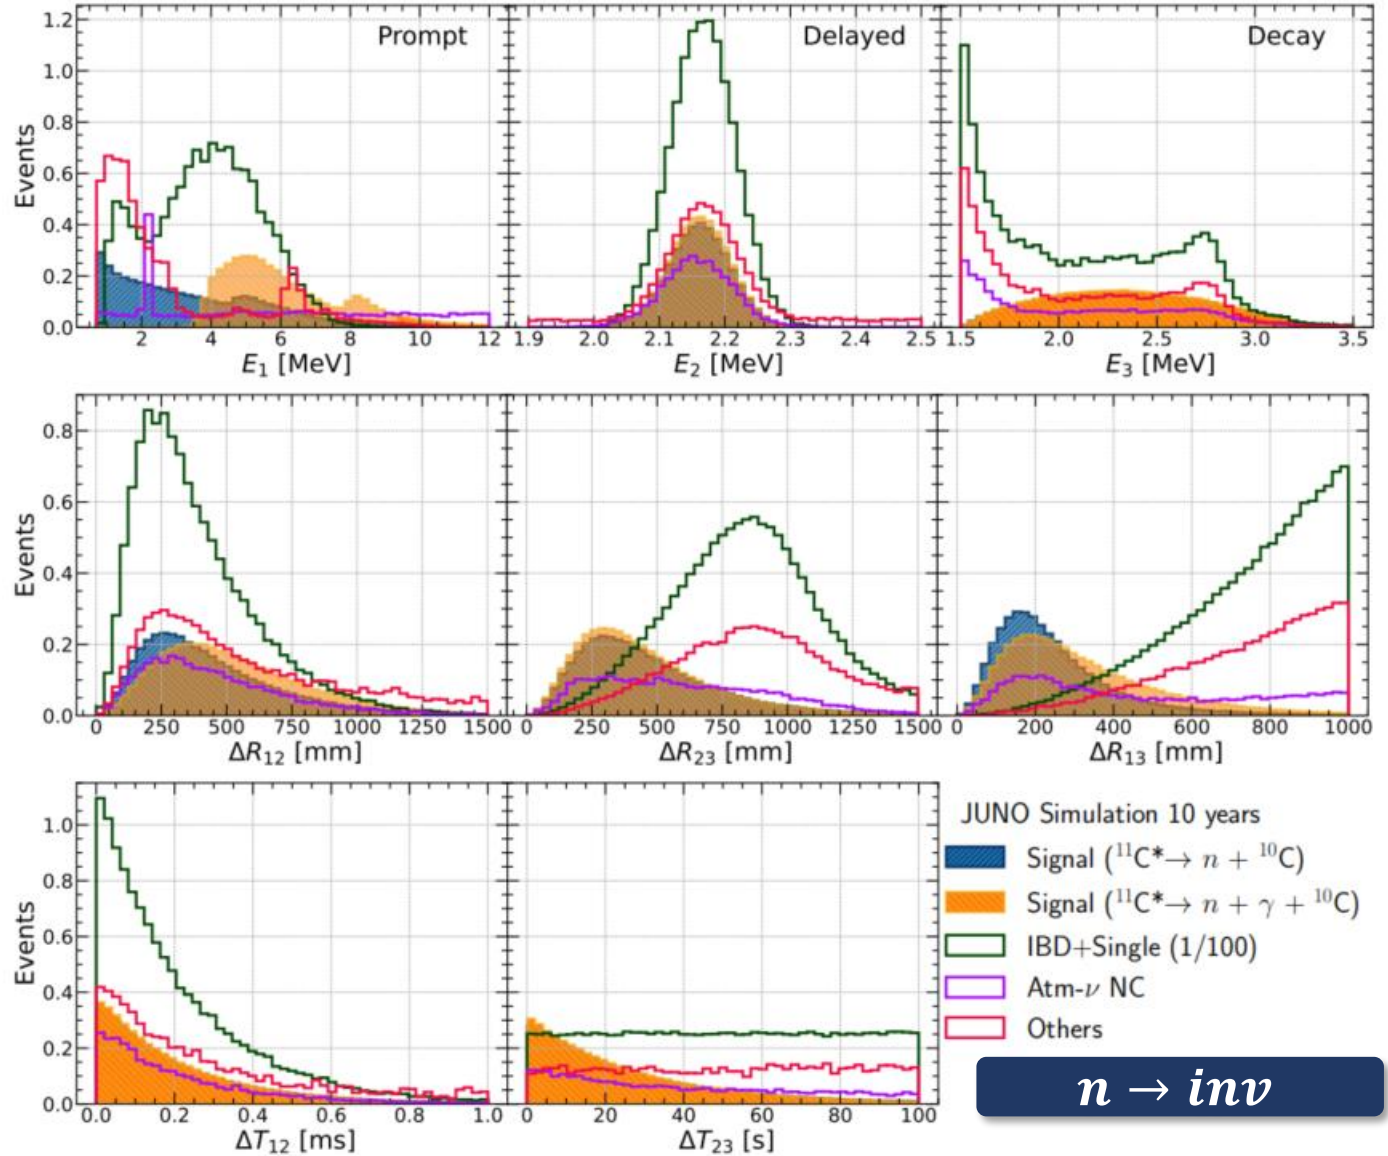 Prompt
Delayed
Decay
Events
0.0 0.2 0.4 0.6 0.8 1.0 1.2
2 4 6 8 10 12
E₁ [MeV]
1.9 2.0 2.1 2.2 2.3 2.4 2.5
E₂ [MeV]
1.5 2.0 2.5 3.0 3.5
E₃ [MeV]
Events
0.0 0.2 0.4 0.6 0.8
0 250 500 750 1000 1250 1500
ΔR₁₂ [mm]
0 250 500 750 1000 1250 1500
ΔR₂₃ [mm]
0 200 400 600 800 1000
ΔR₁₃ [mm]
Events
0.0 0.2 0.4 0.6 0.8 1.0
0.0 0.2 0.4 0.6 0.8 1.0
ΔT₁₂ [ms]
0 20 40 60 80 100
ΔT₂₃ [s]
JUNO Simulation 10 years
Signal (¹¹C*→ n + ¹⁰C)
Signal (¹¹C*→ n + γ + ¹⁰C)
IBD+Single (1/100)
Atm-ν NC
Others
n → inv